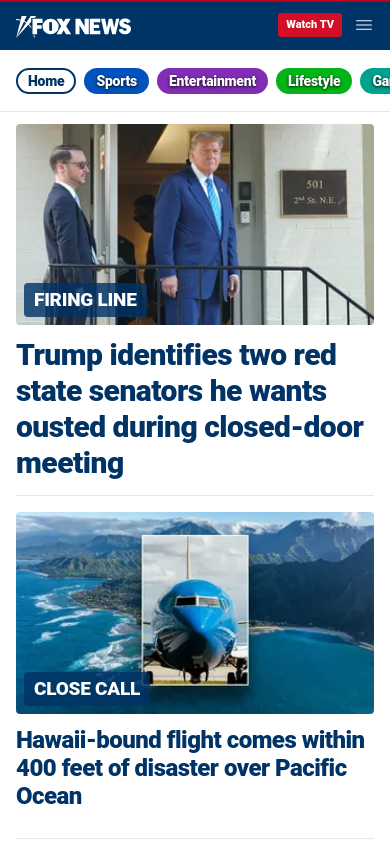 FOX NEWS
Watch TV
Home
Sports
Entertainment
Lifestyle
Ga
501
2nd St. N.E.
FIRING LINE
Trump identifies two red
state senators he wants
ousted during closed-door
meeting
CLOSE CALL
Hawaii-bound flight comes within
400 feet of disaster over Pacific
Ocean